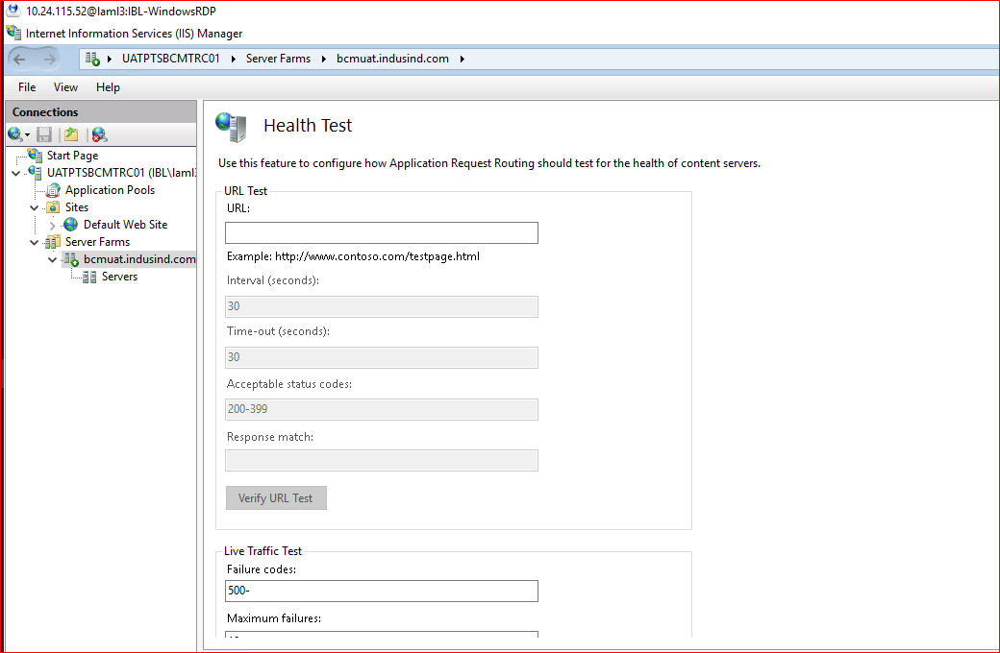 10.24.115.52@laml3:IBL-WindowsRDP
Internet Information Services (IIS) Manager
UATPTSBCMTRC01 Server Farms bcmuat.indusind.com
File View Help
Connections
Start Page
UATPTSBCMTRC01 (IBL\laml3
Application Pools
Sites
Default Web Site
Server Farms
bcmuat.indusind.com
Servers
Health Test
Use this feature to configure how Application Request Routing should test for the health of content servers.
URL Test
URL:
Example: http://www.contoso.com/testpage.html
Interval (seconds):
30
Time-out (seconds):
30
Acceptable status codes:
200-399
Response match:
Verify URL Test
Live Traffic Test
Failure codes:
500-
Maximum failures: